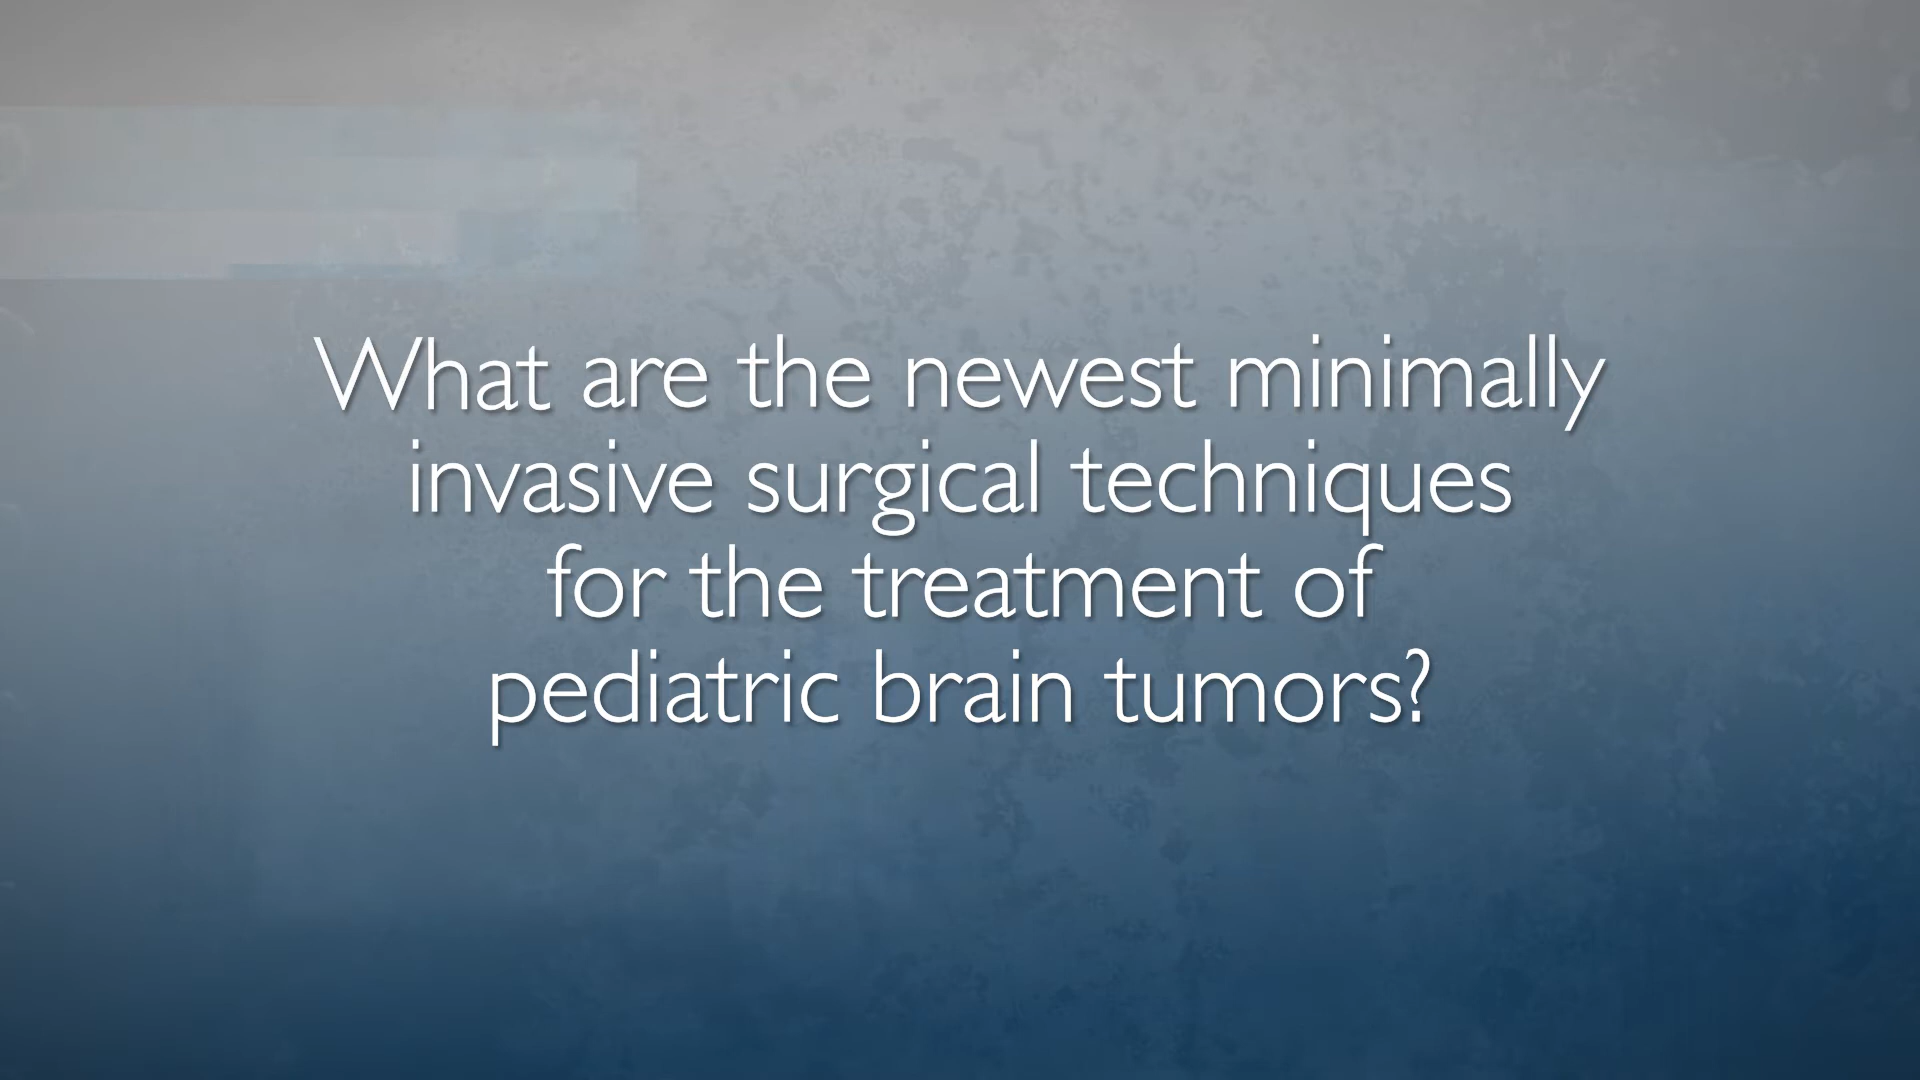 What are the newest minimally
invasive surgical techniques
for the treatment of
pediatric brain tumors?